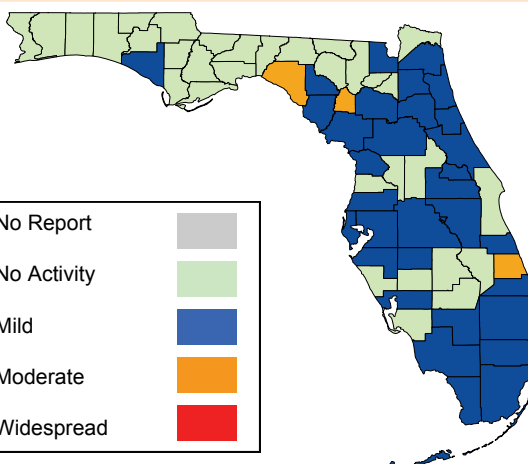 No Report
No Activity
Mild
Moderate
Widespread